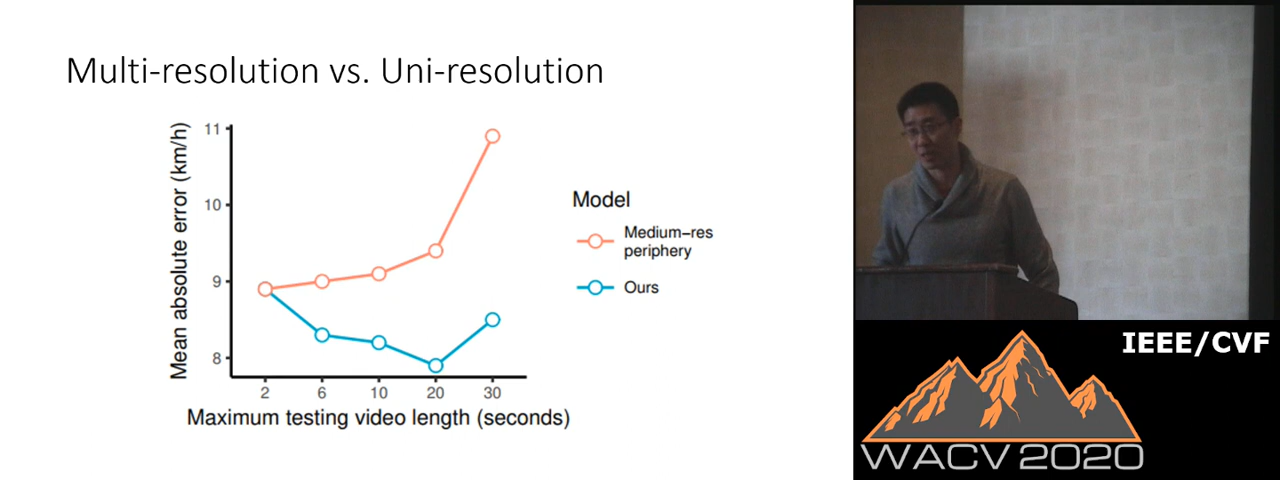 Multi-resolution vs. Uni-resolution
Mean absolute error (km/h)
11
10
9
8
2 6 10 20 30
Maximum testing video length (seconds)
Model
Medium-res
periphery
Ours
IEEE/CVF
WACV 2020